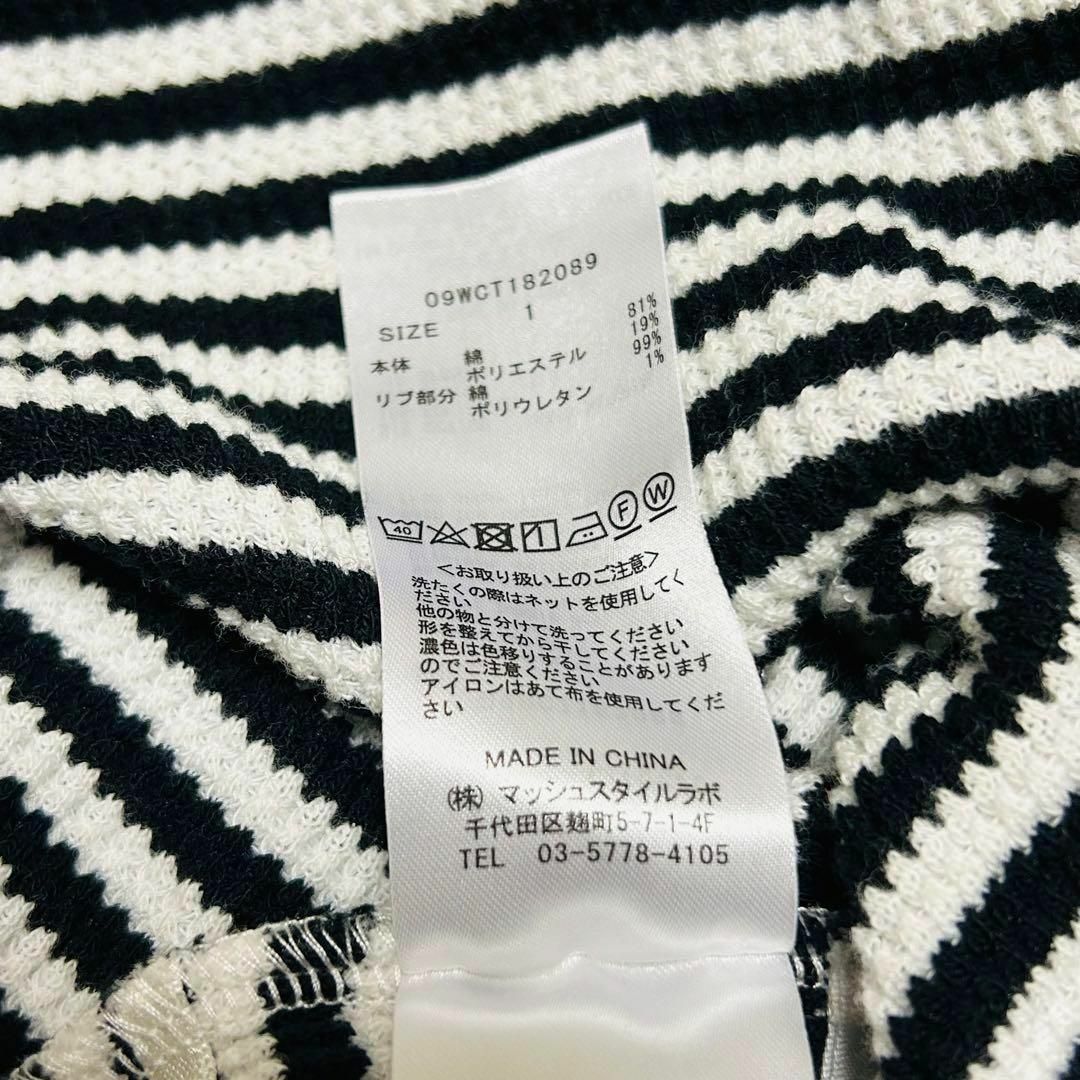 09WCT182089
SIZE 1
本体 綿 81%
ポリエステル 19%
リブ部分 綿 99%
ポリウレタン 1%
40 F W
<お取り扱い上のご注意>
洗たくの際はネットを使用してく
ださい
他の物と分けて洗ってください
形を整えてから干してください
濃色は色移りすることがあります
のでご注意ください
アイロンはあて布を使用してくだ
さい
MADE IN CHINA
(株) マッシュスタイルラボ
千代田区麹町5-7-1-4F
TEL 03-5778-4105